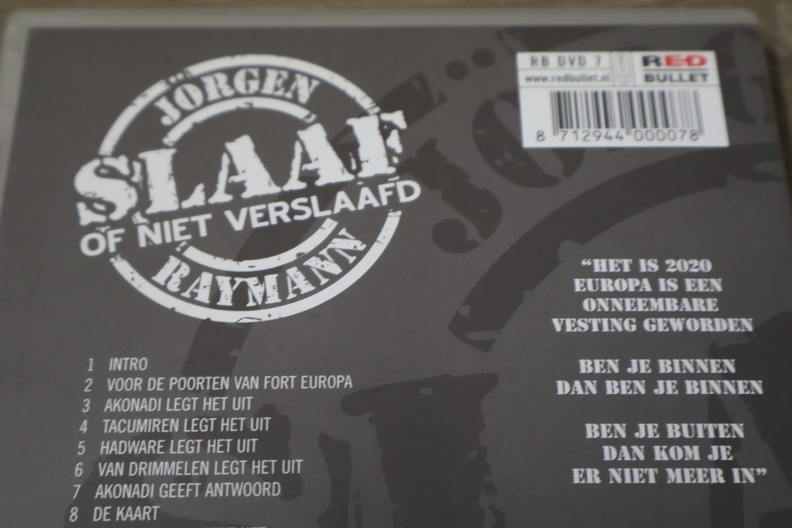 JÖRGEN
SLAAF
OF NIET VERSLAAFD
RAYMANN
RB DVD 7
www.redbullet.nl
RED
BULLET
8 712944 000078
"HET IS 2020
EUROPA IS EEN
ONNEEMBARE
VESTING GEWORDEN
BEN JE BINNEN
DAN BEN JE BINNEN
BEN JE BUITEN
DAN KOM JE
ER NIET MEER IN"
1 INTRO
2 VOOR DE POORTEN VAN FORT EUROPA
3 AKONADI LEGT HET UIT
4 TACUMIREN LEGT HET UIT
5 HADWARE LEGT HET UIT
6 VAN DRIMMELEN LEGT HET UIT
7 AKONADI GEEFT ANTWOORD
8 DE KAART